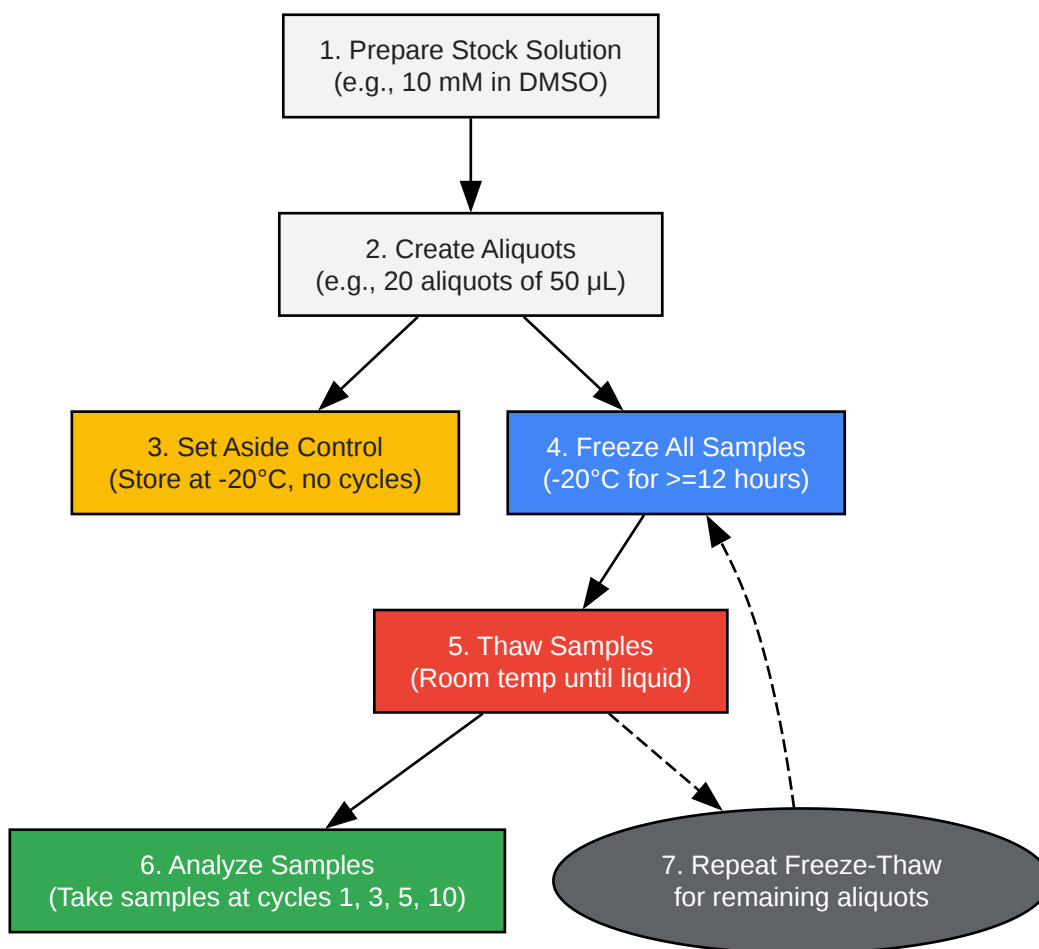 1. Prepare Stock Solution
(e.g., 10 mM in DMSO)
2. Create Aliquots
(e.g., 20 aliquots of 50 µL)
3. Set Aside Control
(Store at -20°C, no cycles)
4. Freeze All Samples
(-20°C for >=12 hours)
5. Thaw Samples
(Room temp until liquid)
6. Analyze Samples
(Take samples at cycles 1, 3, 5, 10)
7. Repeat Freeze-Thaw
for remaining aliquots